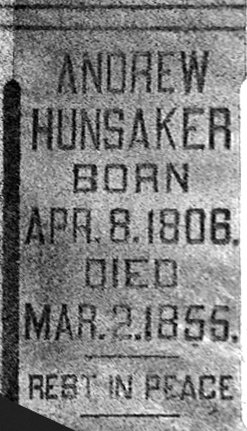 ANDREW
HUNSAKER
BORN
APR. 8. 1806.
DIED
MAR. 2. 1855.
REST IN PEACE